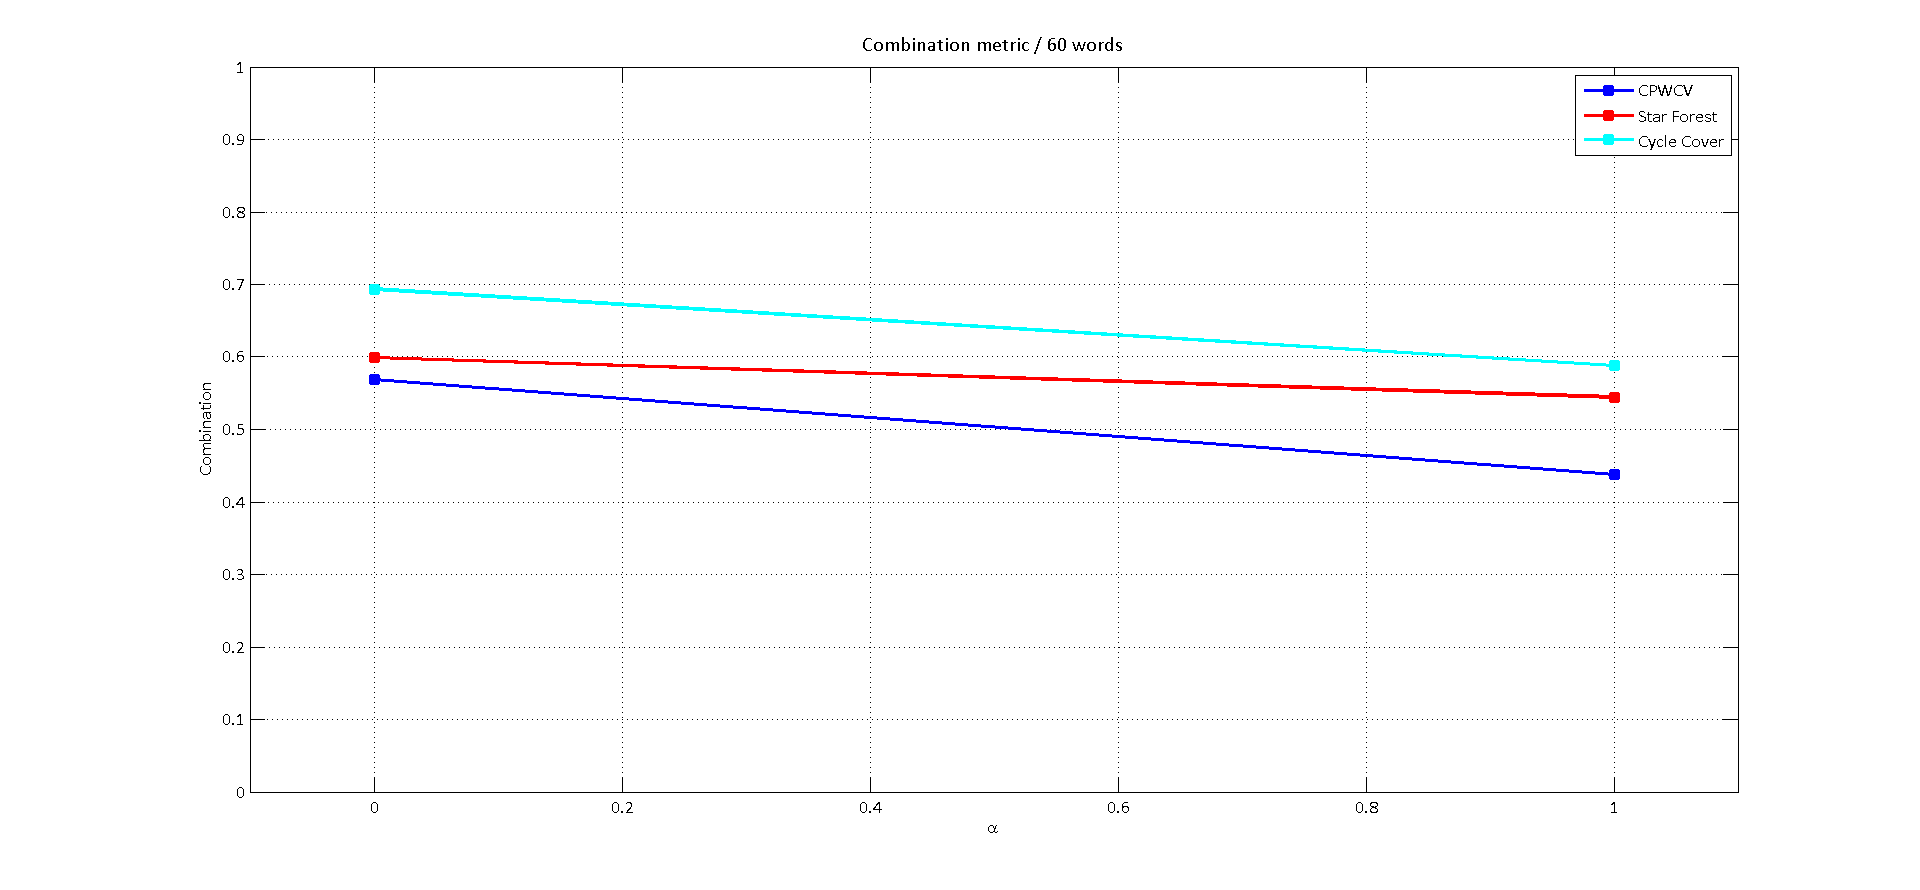 Combination metric / 60 words
CPWCV
Star Forest
Cycle Cover
1
0.9
0.8
0.7
0.6
0.5
0.4
0.3
0.2
0.1
0
Combination
0 0.2 0.4 0.6 0.8 1
α